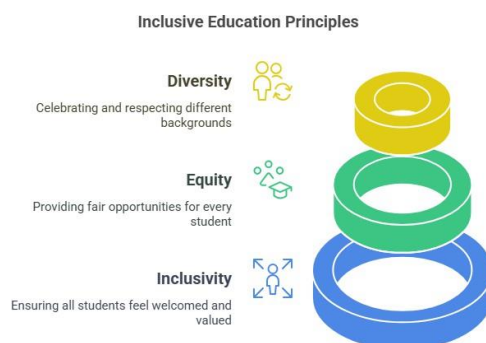 Inclusive Education Principles
Diversity
Celebrating and respecting different
backgrounds
Equity
Providing fair opportunities for every
student
Inclusivity
Ensuring all students feel welcomed and
valued